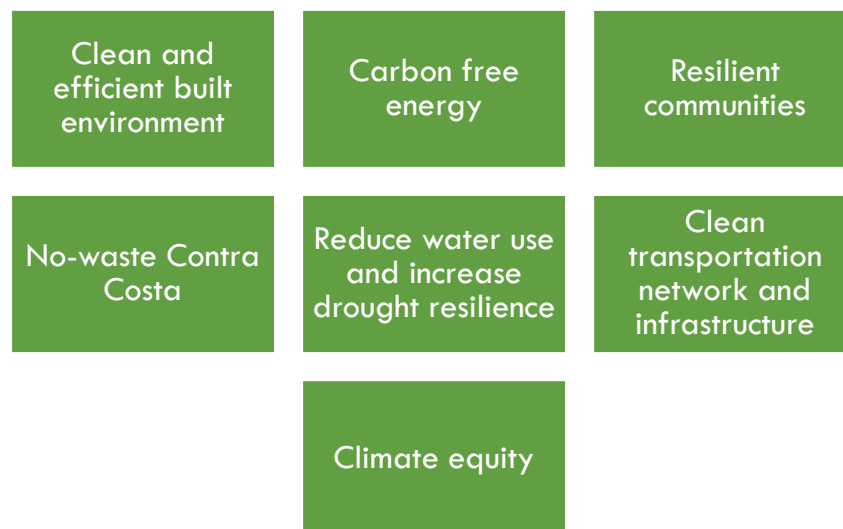 Clean and
efficient built
environment
Carbon free
energy
Resilient
communities
No-waste Contra
Costa
Reduce water use
and increase
drought resilience
Clean
transportation
network and
infrastructure
Climate equity